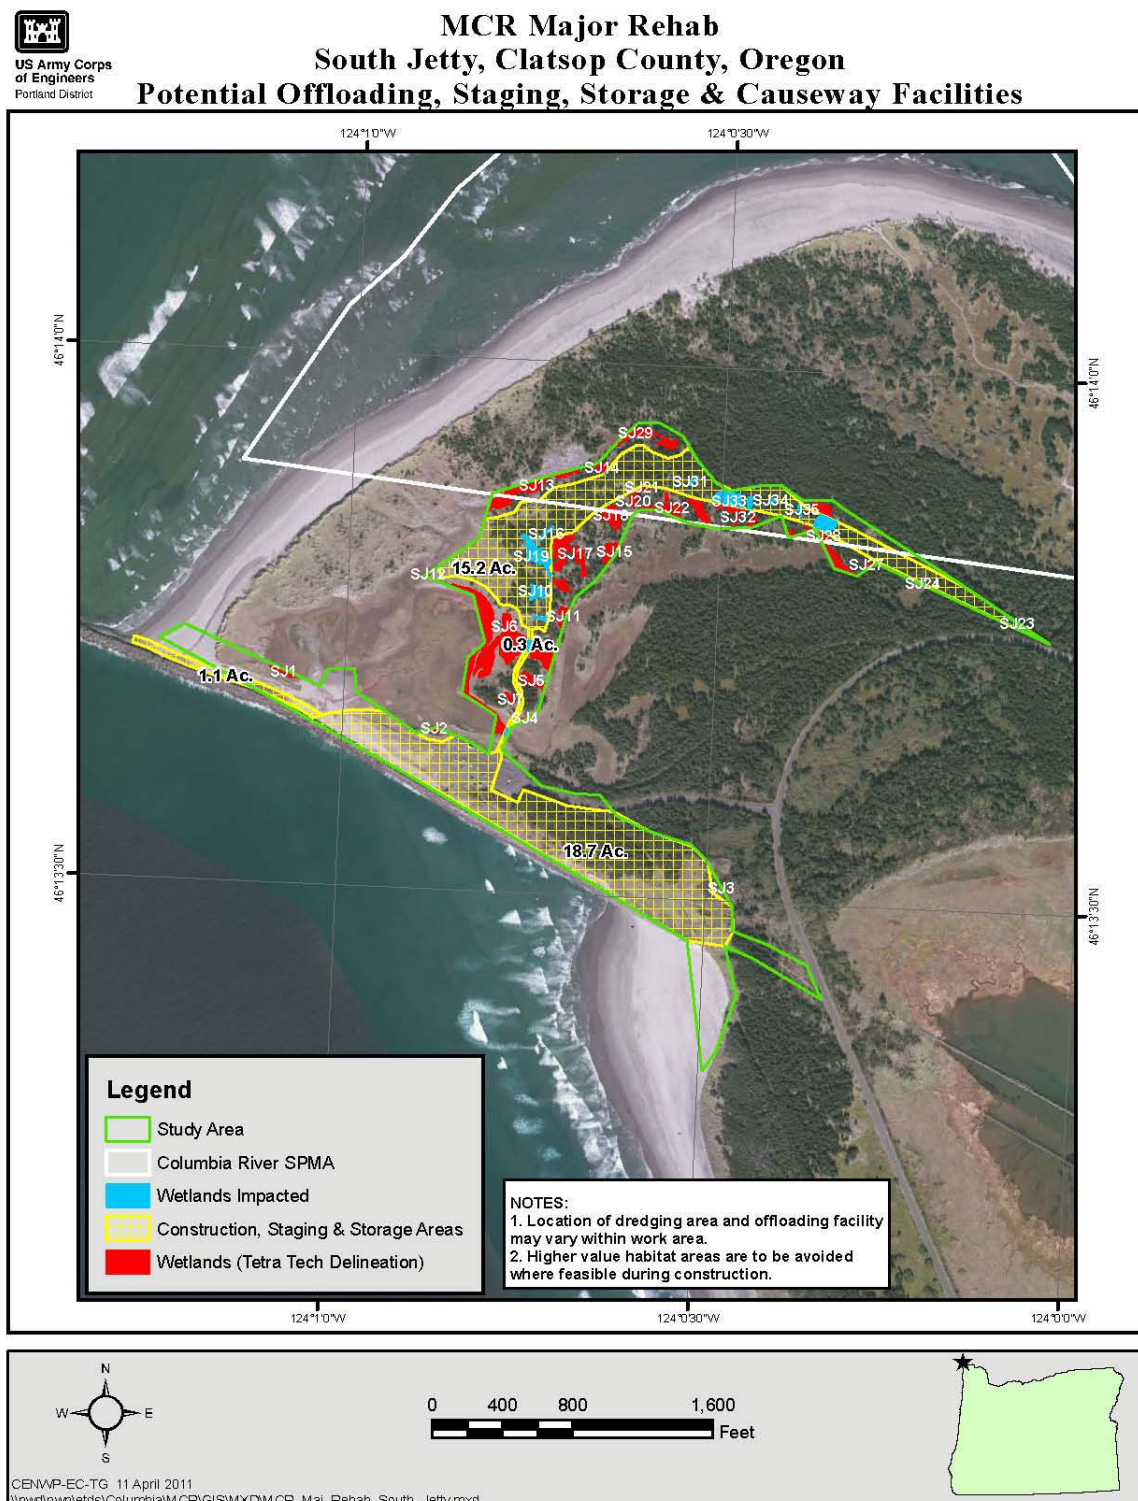 US Army Corps
of Engineers
Portland District
MCR Major Rehab
South Jetty, Clatsop County, Oregon
Potential Offloading, Staging, Storage & Causeway Facilities
124°1'0"W
124°0'30"W
46°14'0"N
46°14'0"N
SJ29
SJ14
SJ13
SJ31
SJ21
SJ20
SJ22
SJ33
SJ34
SJ35
SJ32
SJ18
SJ16
SJ28
SJ19
SJ17
SJ15
SJ27
15.2 Ac.
SJ12
SJ24
SJ10
SJ11
SJ6
SJ23
0.3 Ac.
1.1 Ac.
SJ1
SJ5
SJ7
SJ4
SJ2
18.7 Ac.
SJ3
46°13'30"N
46°13'30"N
Legend
Study Area
Columbia River SPMA
Wetlands Impacted
Construction, Staging & Storage Areas
Wetlands (Tetra Tech Delineation)
NOTES:
1. Location of dredging area and offloading facility
may vary within work area.
2. Higher value habitat areas are to be avoided
where feasible during construction.
124°1'0"W
124°0'30"W
124°0'0"W
N
W
E
S
0 400 800 1,600
Feet
CENWP-EC-TG 11 April 2011